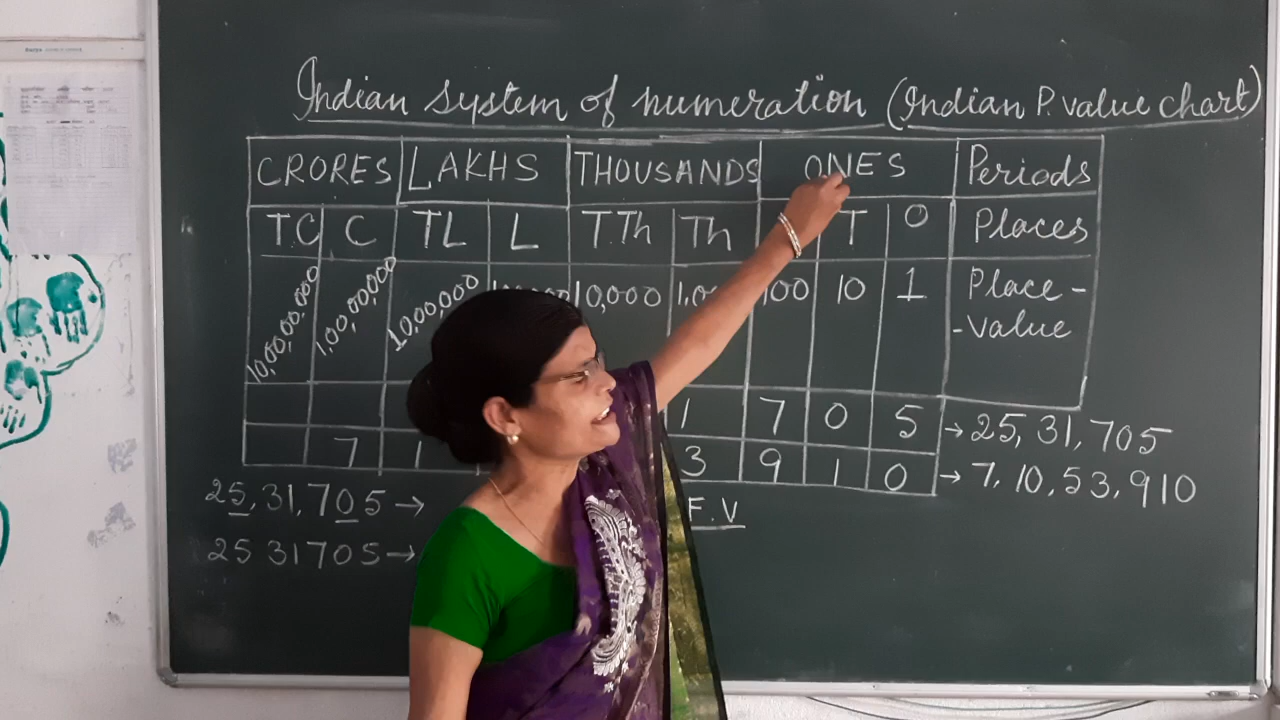 Indian System of numeration (Indian P. value chart)
CRORES LAKHS THOUSANDS ONES Periods
TC C TL L T.Th Th T O Places
10,00,00,000 1,00,00,000 10,00,000 10,000 100 10 1 Place-
-Value
1 7 0 5 → 25,31,705
7 1 3 9 1 0 → 7,10,53,910
25,31,705 → F.V
25 31705 →